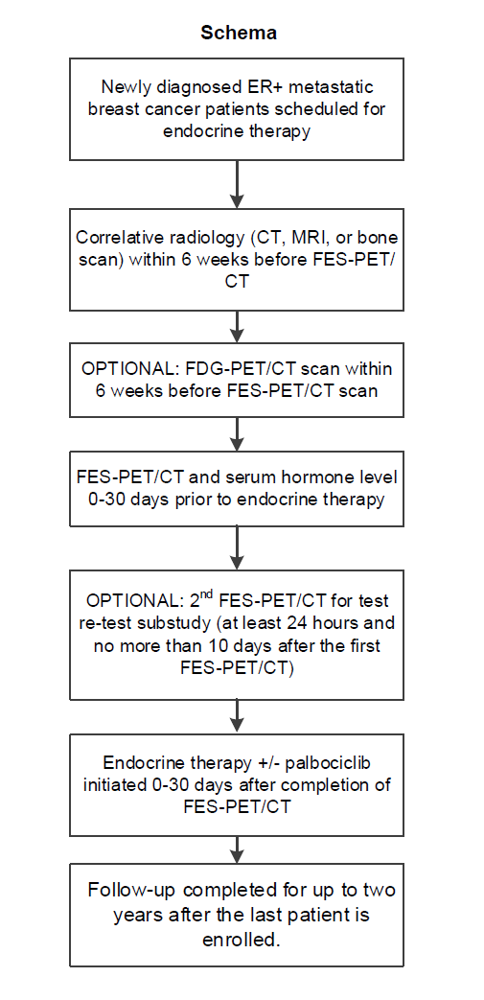 Schema
Newly diagnosed ER+ metastatic
breast cancer patients scheduled for
endocrine therapy
Correlative radiology (CT, MRI, or bone
scan) within 6 weeks before FES-PET/
CT
OPTIONAL: FDG-PET/CT scan within
6 weeks before FES-PET/CT scan
FES-PET/CT and serum hormone level
0-30 days prior to endocrine therapy
OPTIONAL: 2nd FES-PET/CT for test
re-test substudy (at least 24 hours and
no more than 10 days after the first
FES-PET/CT)
Endocrine therapy +/- palbociclib
initiated 0-30 days after completion of
FES-PET/CT
Follow-up completed for up to two
years after the last patient is
enrolled.